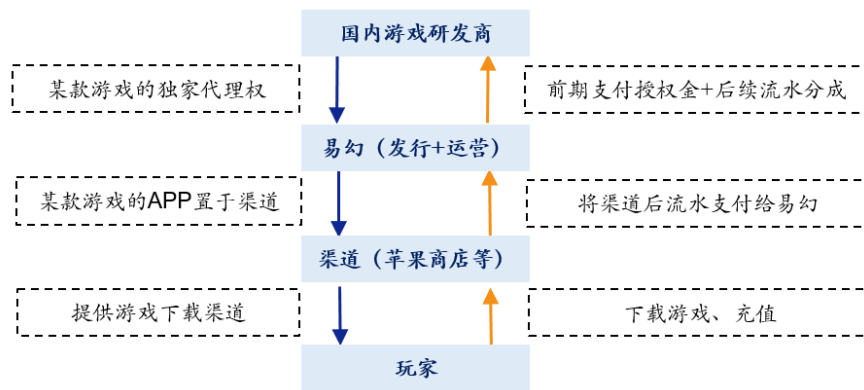 国内游戏研发商
某款游戏的独家代理权
前期支付授权金+后续流水分成
易幻（发行+运营）
某款游戏的APP置于渠道
将渠道后流水支付给易幻
渠道（苹果商店等）
提供游戏下载渠道
下载游戏、充值
玩家